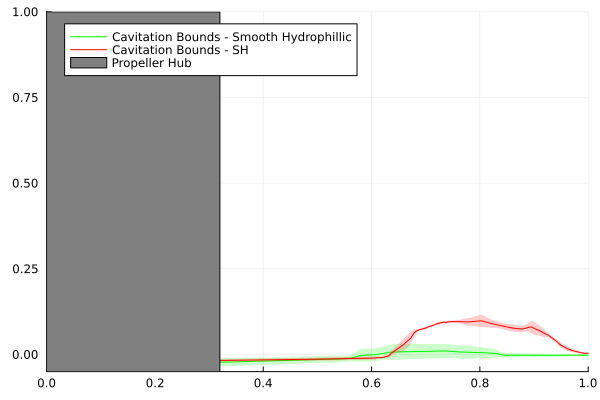 1.00
Cavitation Bounds - Smooth Hydrophillic
Cavitation Bounds - SH
Propeller Hub
0.75
0.50
0.25
0.00
0.0 0.2 0.4 0.6 0.8 1.0